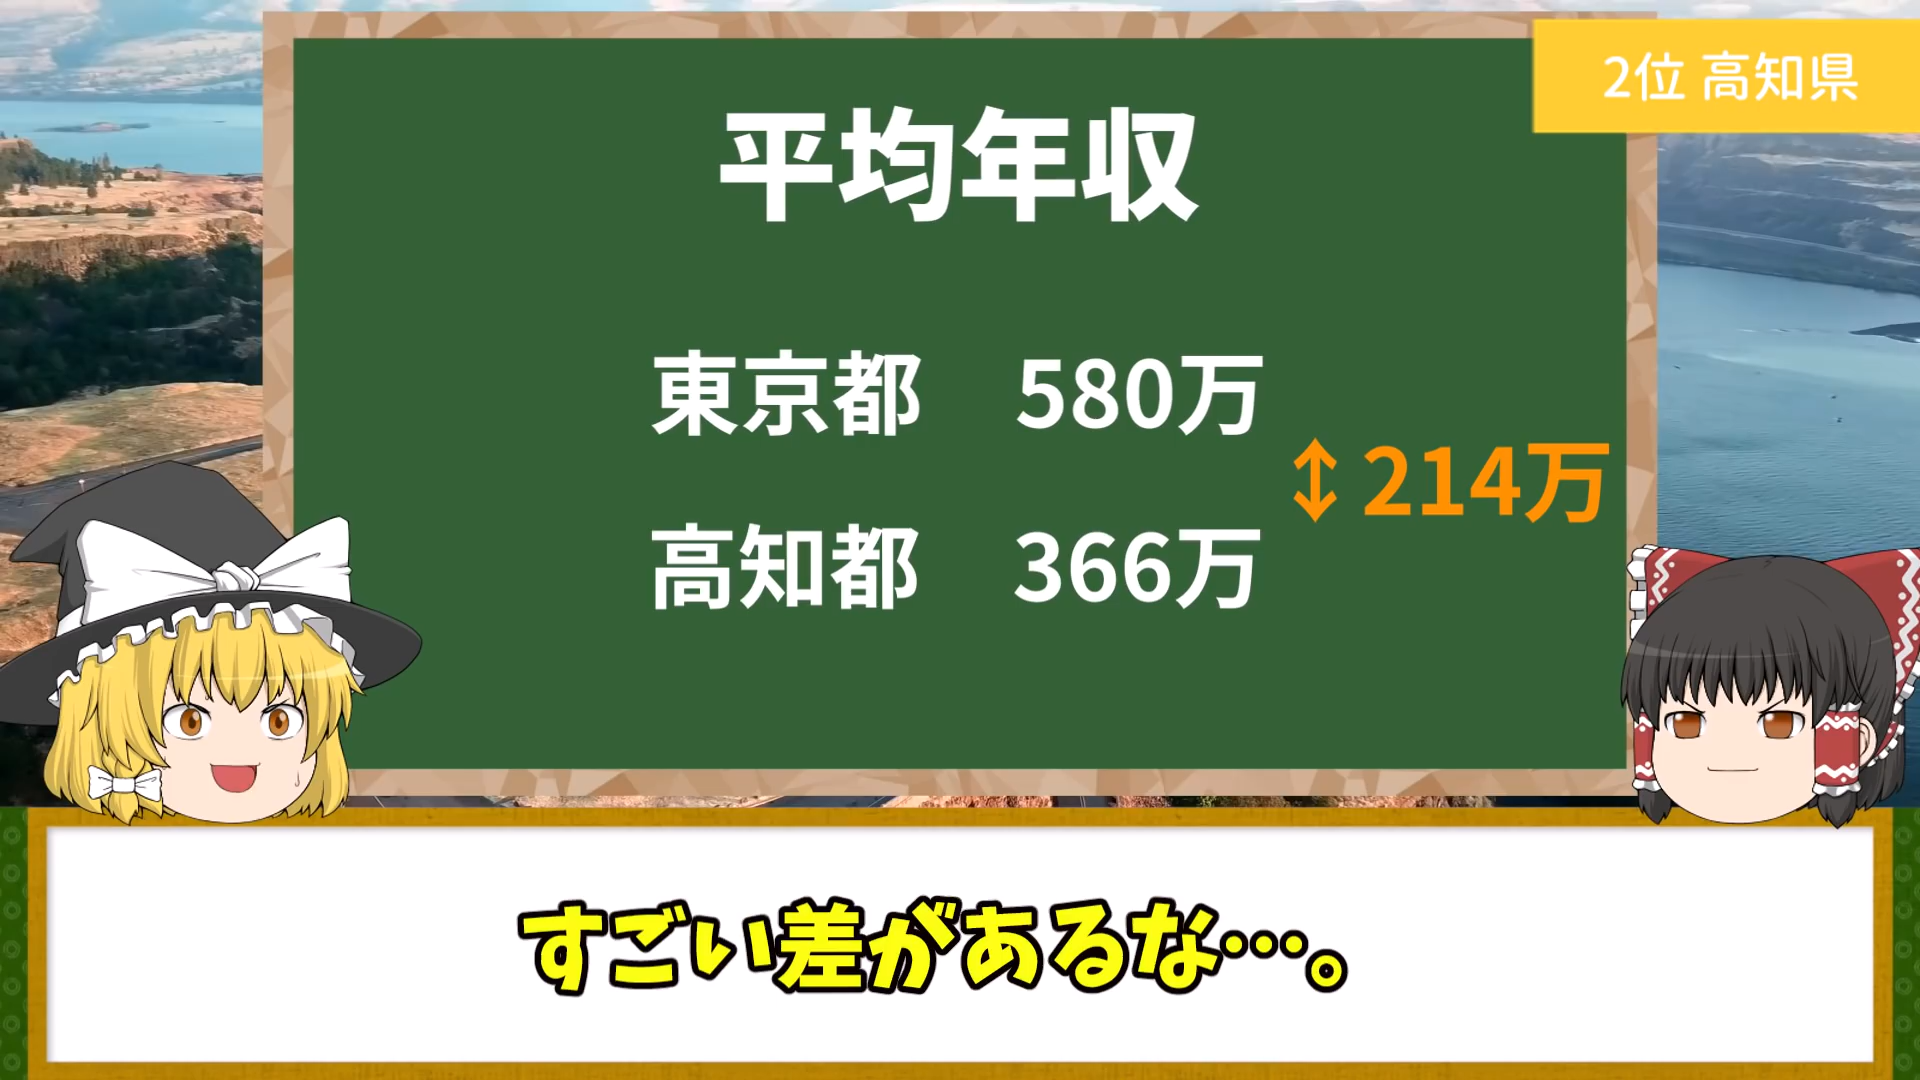 2位 高知県
平均年収
東京都 580万
↕214万
高知都 366万
すごい差があるな…。